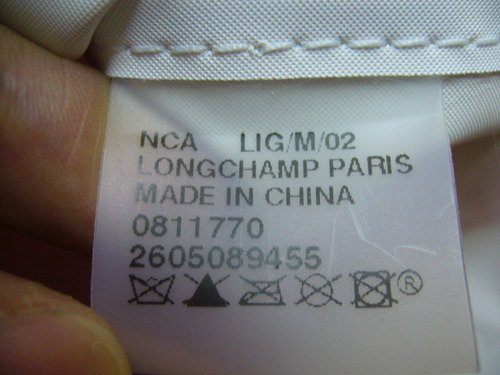 NCA LIG/M/02
LONGCHAMP PARIS
MADE IN CHINA
0811770
2605089455
®